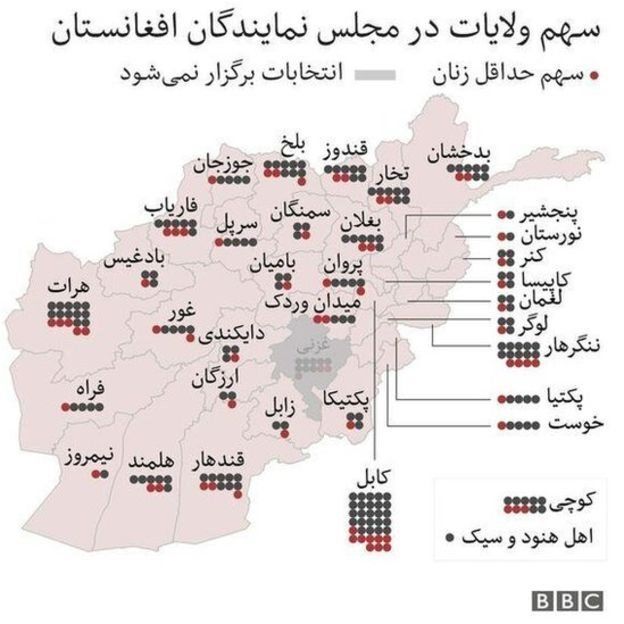 سهم ولایات در مجلس نمایندگان افغانستان
سهم حداقل زنان
انتخابات برگزار نمی‌شود
بدخشان
قندوز
بلخ
جوزجان
تخار
فاریاب
سرپل
سمنگان
بغلان
پنجشیر
نورستان
کنر
کاپیسا
لغمان
لوگر
ننگرهار
بادغیس
بامیان
پروان
هرات
غور
میدان وردک
دایکندی
غزنی
ارزگان
فراه
زابل
پکتیکا
پکتیا
خوست
نیمروز
هلمند
قندهار
کابل
کوچی
اهل هنود و سیک
BBC